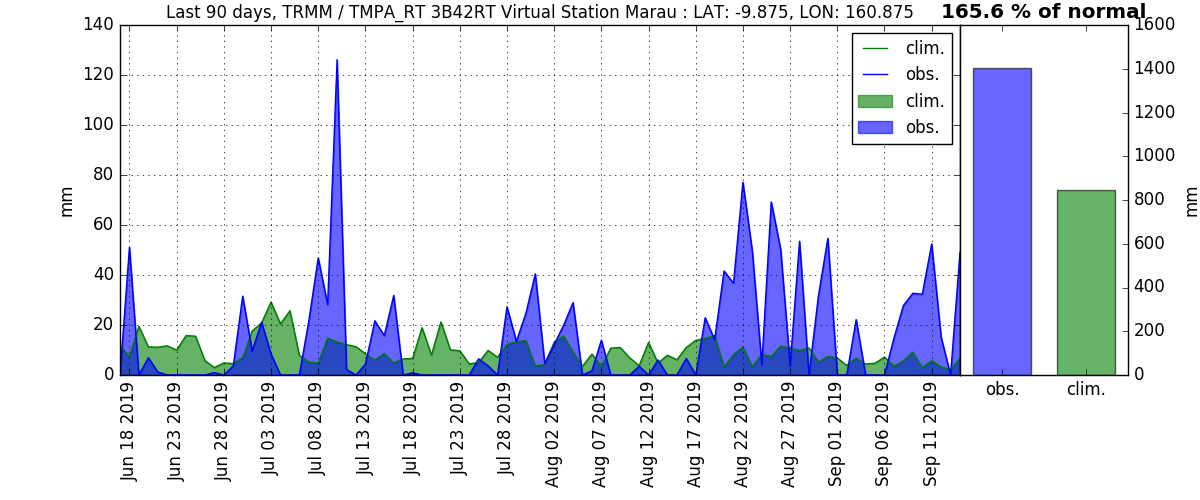 Last 90 days, TRMM / TMPA_RT 3B42RT Virtual Station Marau : LAT: -9.875, LON: 160.875
165.6 % of normal
140
120
100
80
60
40
20
0
mm
clim.
obs.
clim.
obs.
Jun 18 2019
Jun 23 2019
Jun 28 2019
Jul 03 2019
Jul 08 2019
Jul 13 2019
Jul 18 2019
Jul 23 2019
Jul 28 2019
Aug 02 2019
Aug 07 2019
Aug 12 2019
Aug 17 2019
Aug 22 2019
Aug 27 2019
Sep 01 2019
Sep 06 2019
Sep 11 2019
1600
1400
1200
1000
800
600
400
200
0
mm
obs.
clim.